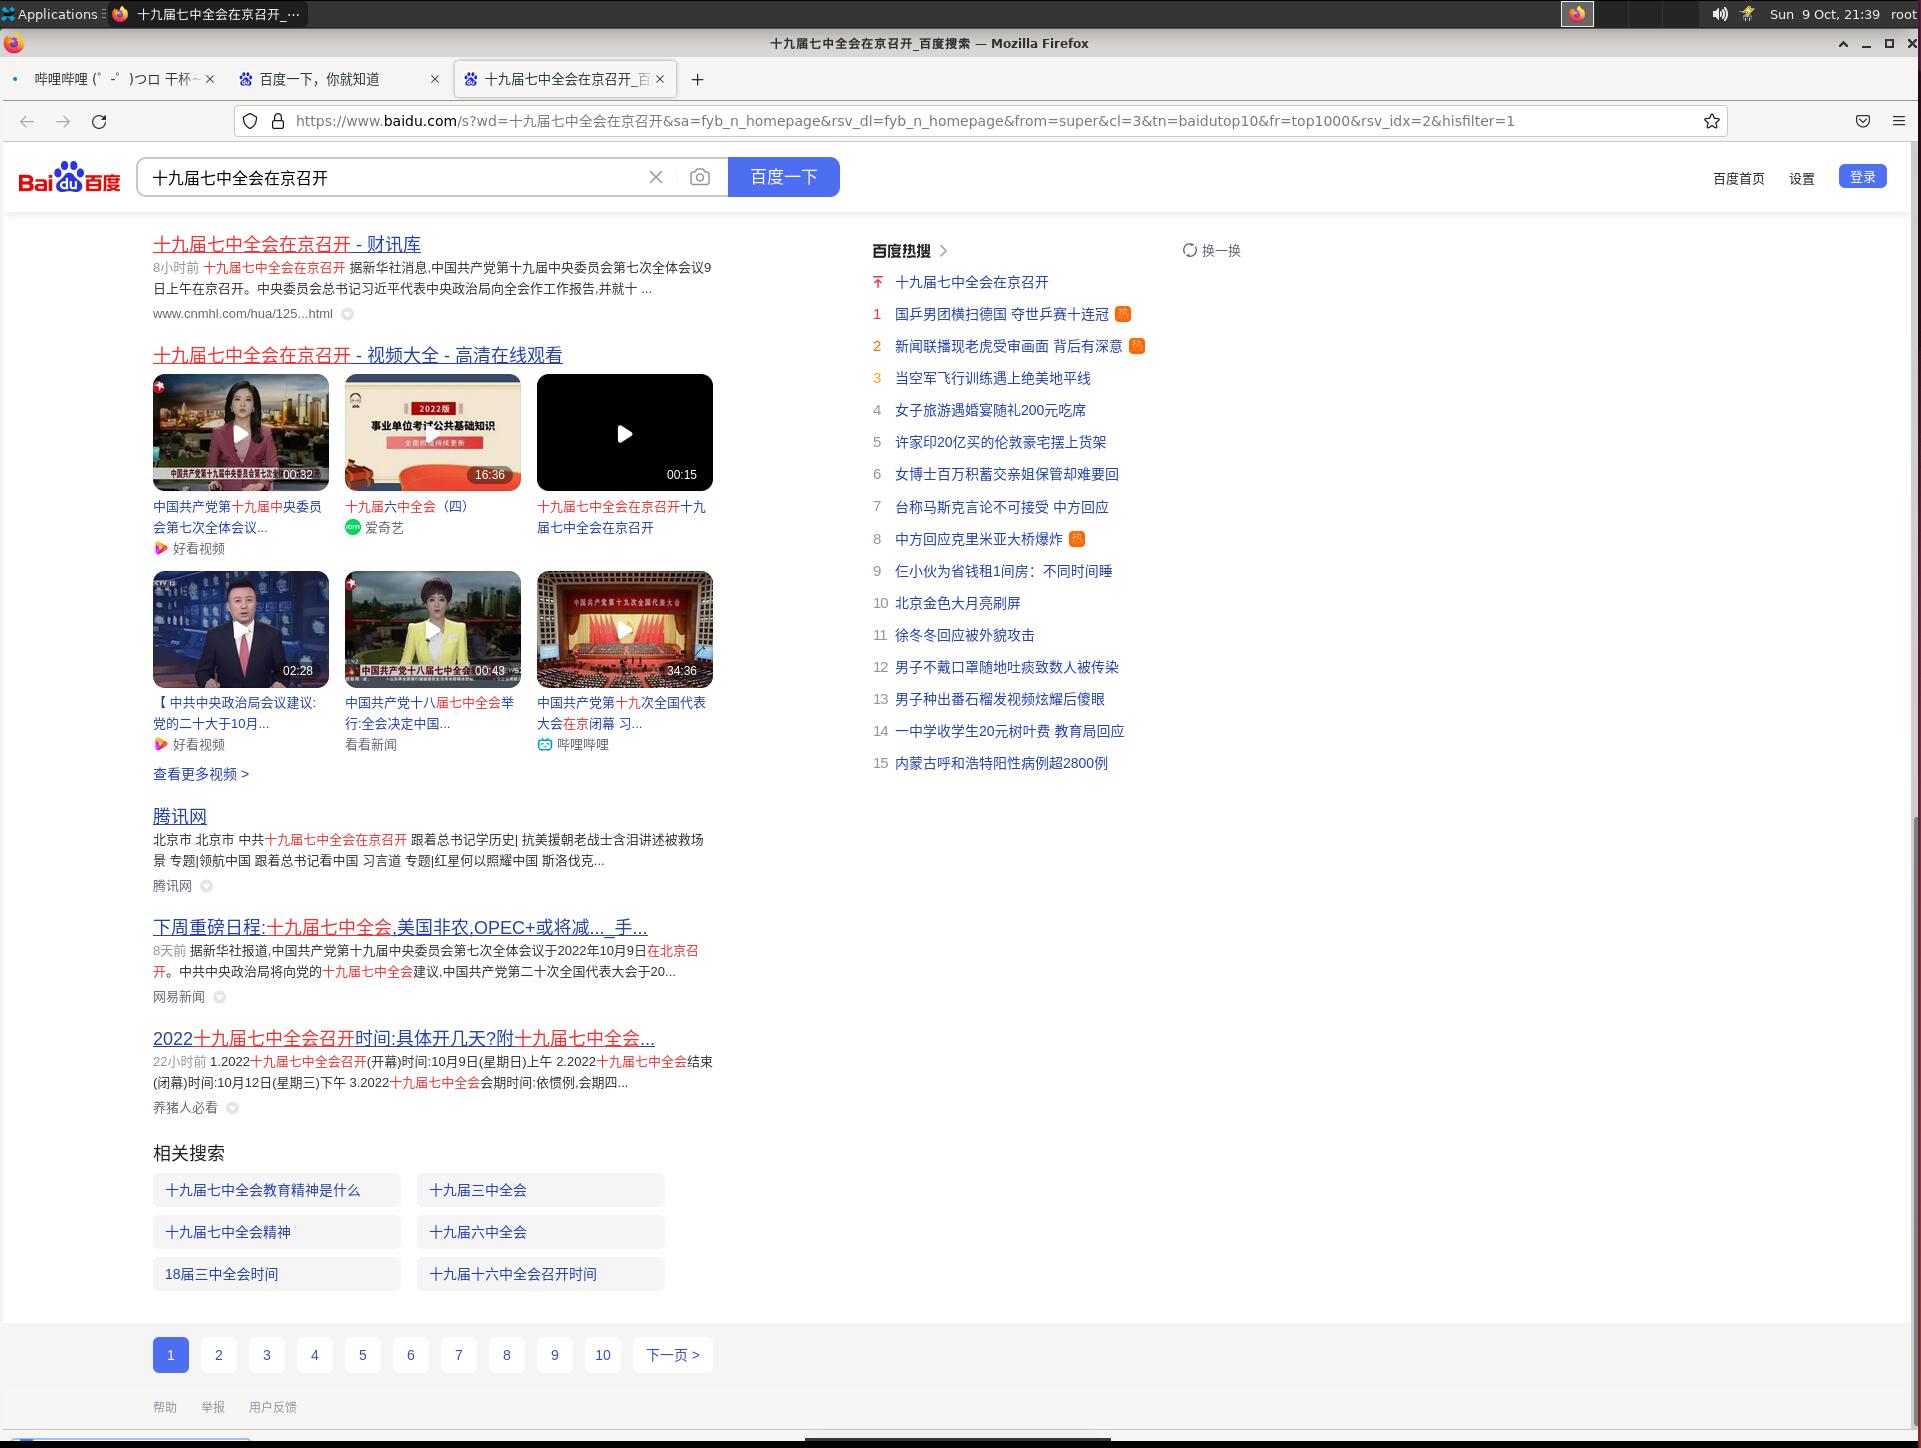 Applications
十九届七中全会在京召开_...
Sun 9 Oct, 21:39 root
十九届七中全会在京召开_百度搜索 — Mozilla Firefox
哔哩哔哩 (゜-゜)つロ 干杯~
百度一下，你就知道
十九届七中全会在京召开_百
https://www.baidu.com/s?wd=十九届七中全会在京召开&sa=fyb_n_homepage&rsv_dl=fyb_n_homepage&from=super&cl=3&tn=baidutop10&fr=top1000&rsv_idx=2&hisfilter=1
Bai du 百度
十九届七中全会在京召开
百度一下
百度首页 设置 登录
十九届七中全会在京召开 - 财讯库
8小时前 十九届七中全会在京召开 据新华社消息,中国共产党第十九届中央委员会第七次全体会议9
日上午在京召开。中央委员会总书记习近平代表中央政治局向全会作工作报告,并就十 ...
www.cnmhl.com/hua/125...html
十九届七中全会在京召开 - 视频大全 - 高清在线观看
中国共产党第十九届中央委员会第七次全
00:32
2022版
事业单位考试公共基础知识
16:36
00:15
中国共产党第十九届中央委员
会第七次全体会议...
好看视频
十九届六中全会（四）
爱奇艺
十九届七中全会在京召开十九
届七中全会在京召开
CCTV 13
02:28
中国共产党十八届七中全会
00:43
中国共产党第十九次全国代表大会
34:36
【 中共中央政治局会议建议:
党的二十大于10月...
好看视频
中国共产党十八届七中全会举
行:全会决定中国...
看看新闻
中国共产党第十九次全国代表
大会在京闭幕 习...
哔哩哔哩
查看更多视频 >
腾讯网
北京市 北京市 中共十九届七中全会在京召开 跟着总书记学历史| 抗美援朝老战士含泪讲述被救场
景 专题|领航中国 跟着总书记看中国 习言道 专题|红星何以照耀中国 斯洛伐克...
腾讯网
下周重磅日程:十九届七中全会,美国非农,OPEC+或将减..._手...
8天前 据新华社报道,中国共产党第十九届中央委员会第七次全体会议于2022年10月9日在北京召
开。中共中央政治局将向党的十九届七中全会建议,中国共产党第二十次全国代表大会于20...
网易新闻
2022十九届七中全会召开时间:具体开几天?附十九届七中全会...
22小时前 1.2022十九届七中全会召开(开幕)时间:10月9日(星期日)上午 2.2022十九届七中全会结束
(闭幕)时间:10月12日(星期三)下午 3.2022十九届七中全会会期时间:依惯例,会期四...
养猪人必看
相关搜索
十九届七中全会教育精神是什么
十九届三中全会
十九届七中全会精神
十九届六中全会
18届三中全会时间
十九届十六中全会召开时间
1 2 3 4 5 6 7 8 9 10 下一页 >
帮助 举报 用户反馈
百度热搜
换一换
十九届七中全会在京召开
1 国乒男团横扫德国 夺世乒赛十连冠 热
2 新闻联播现老虎受审画面 背后有深意 热
3 当空军飞行训练遇上绝美地平线
4 女子旅游遇婚宴随礼200元吃席
5 许家印20亿买的伦敦豪宅摆上货架
6 女博士百万积蓄交亲姐保管却难要回
7 台称马斯克言论不可接受 中方回应
8 中方回应克里米亚大桥爆炸 热
9 仨小伙为省钱租1间房：不同时间睡
10 北京金色大月亮刷屏
11 徐冬冬回应被外貌攻击
12 男子不戴口罩随地吐痰致数人被传染
13 男子种出番石榴发视频炫耀后傻眼
14 一中学收学生20元树叶费 教育局回应
15 内蒙古呼和浩特阳性病例超2800例